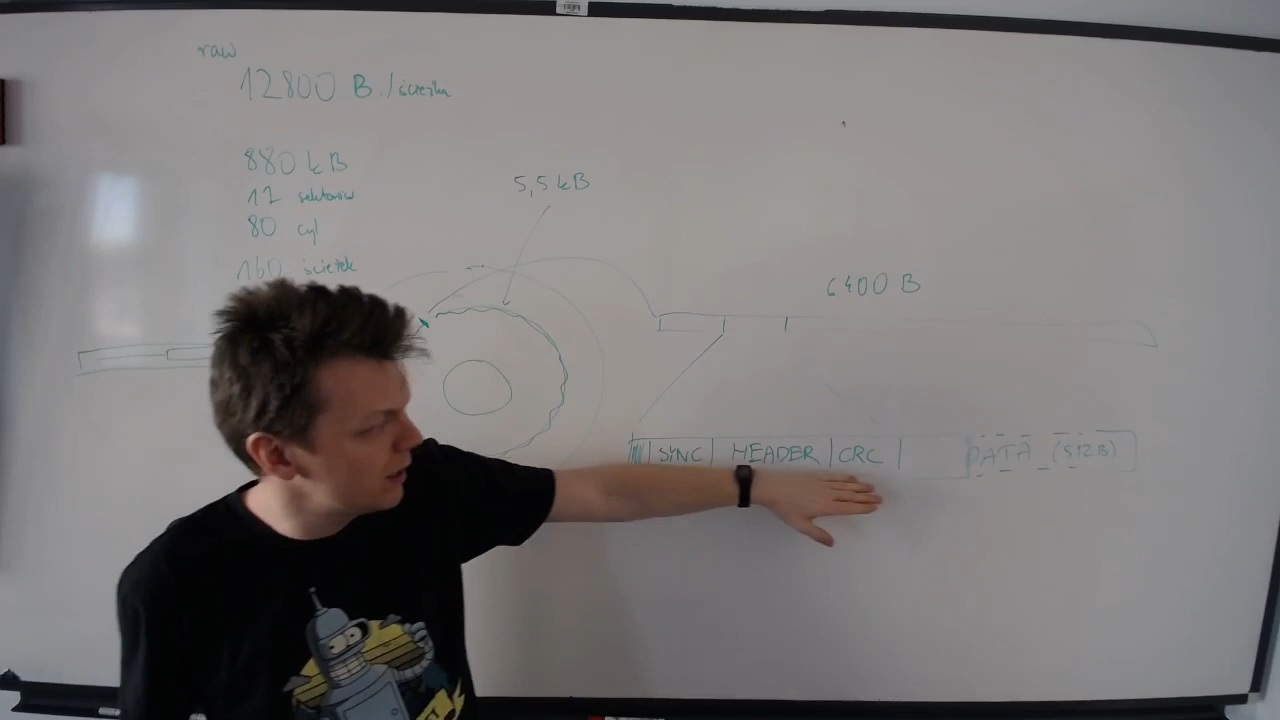 raw
12800 B /ścieżka
880 kB
11 sektorów
80 cyl
160 ścieżek
5,5 kB
6400 B
SYNC HEADER CRC DATA (512B)